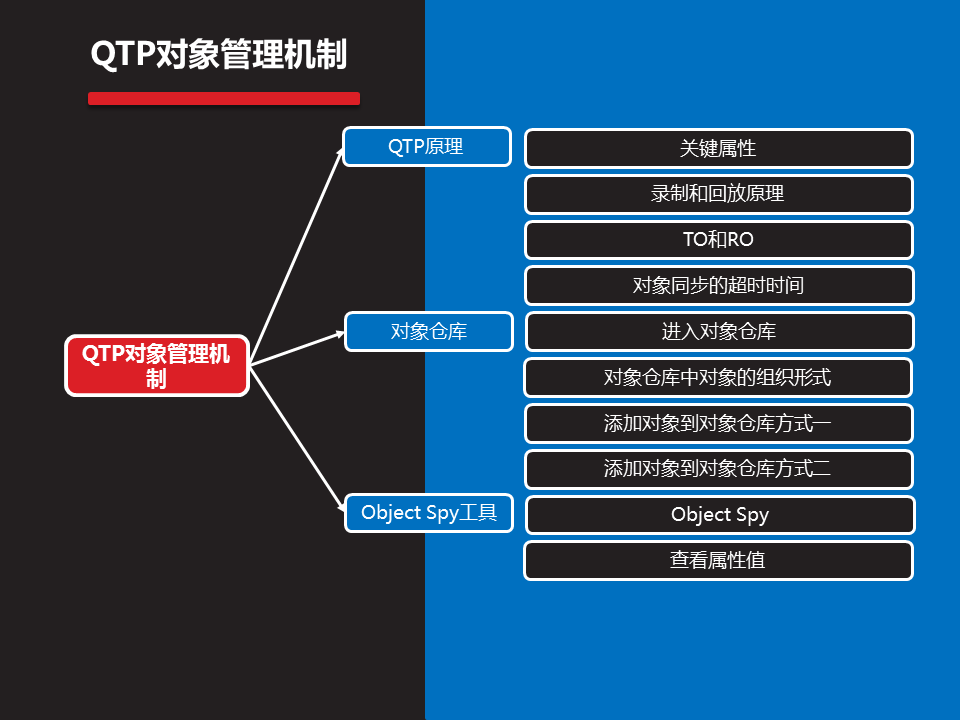 QTP对象管理机制
QTP原理
关键属性
录制和回放原理
TO和RO
对象同步的超时时间
QTP对象管理机
制
对象仓库
进入对象仓库
对象仓库中对象的组织形式
添加对象到对象仓库方式一
添加对象到对象仓库方式二
Object Spy工具
Object Spy
查看属性值